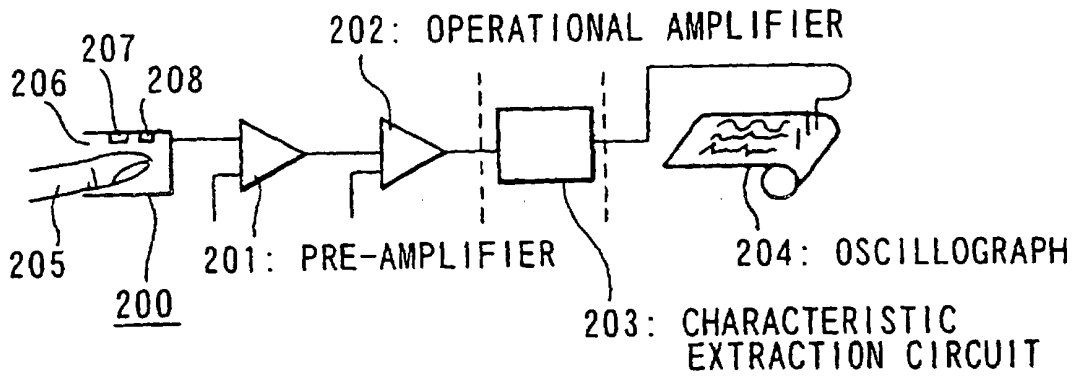 202: OPERATIONAL AMPLIFIER
207
206
208
205
200
201: PRE-AMPLIFIER
204: OSCILLOGRAPH
203: CHARACTERISTIC
EXTRACTION CIRCUIT